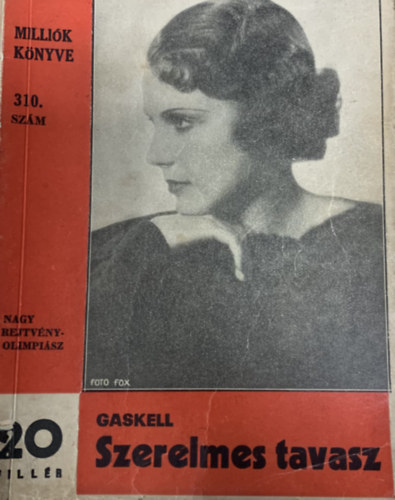 MILLIÓK
KÖNYVE
310.
SZÁM
NAGY
REJTVÉNY-
OLIMPIÁSZ
FOTO FOX
20
FILLÉR
GASKELL
Szerelmes tavasz